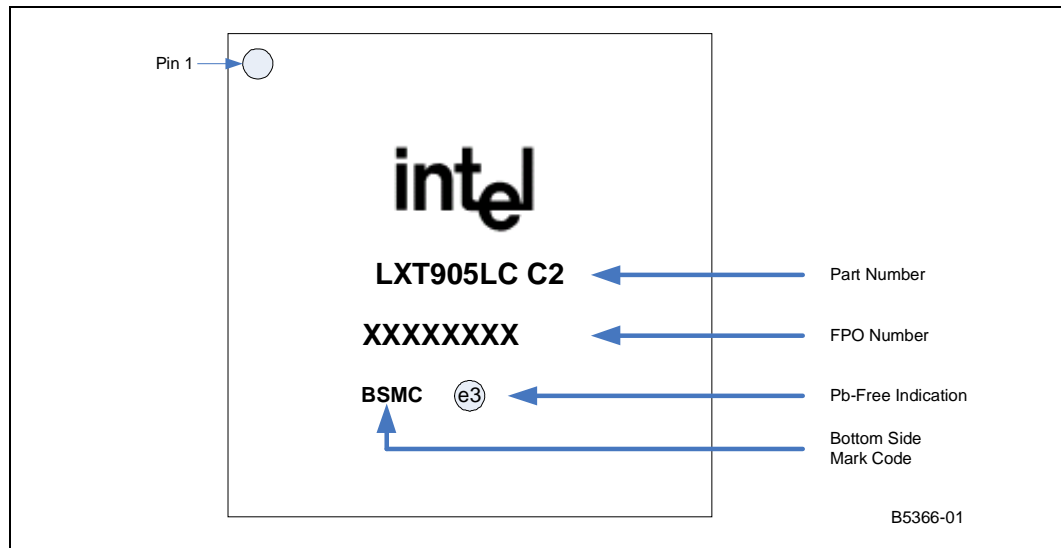 Pin 1
intel
LXT905LC C2
Part Number
XXXXXXXX
FPO Number
BSMC
e3
Pb-Free Indication
Bottom Side
Mark Code
B5366-01